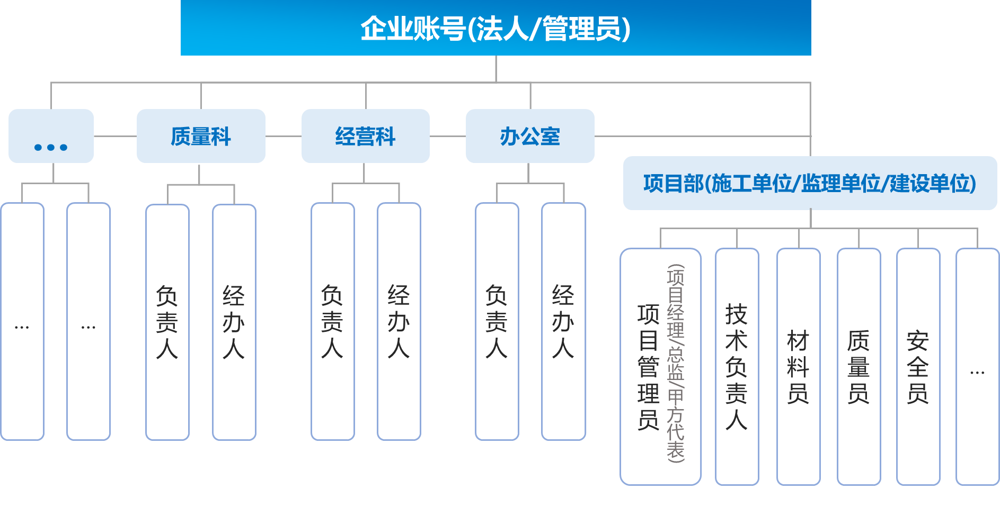 企业账号(法人/管理员)
...
质量科
经营科
办公室
项目部(施工单位/监理单位/建设单位)
...
...
负责人
经办人
负责人
经办人
负责人
经办人
项目管理员
(项目经理/总监/甲方代表)
技术负责人
材料员
质量员
安全员
...